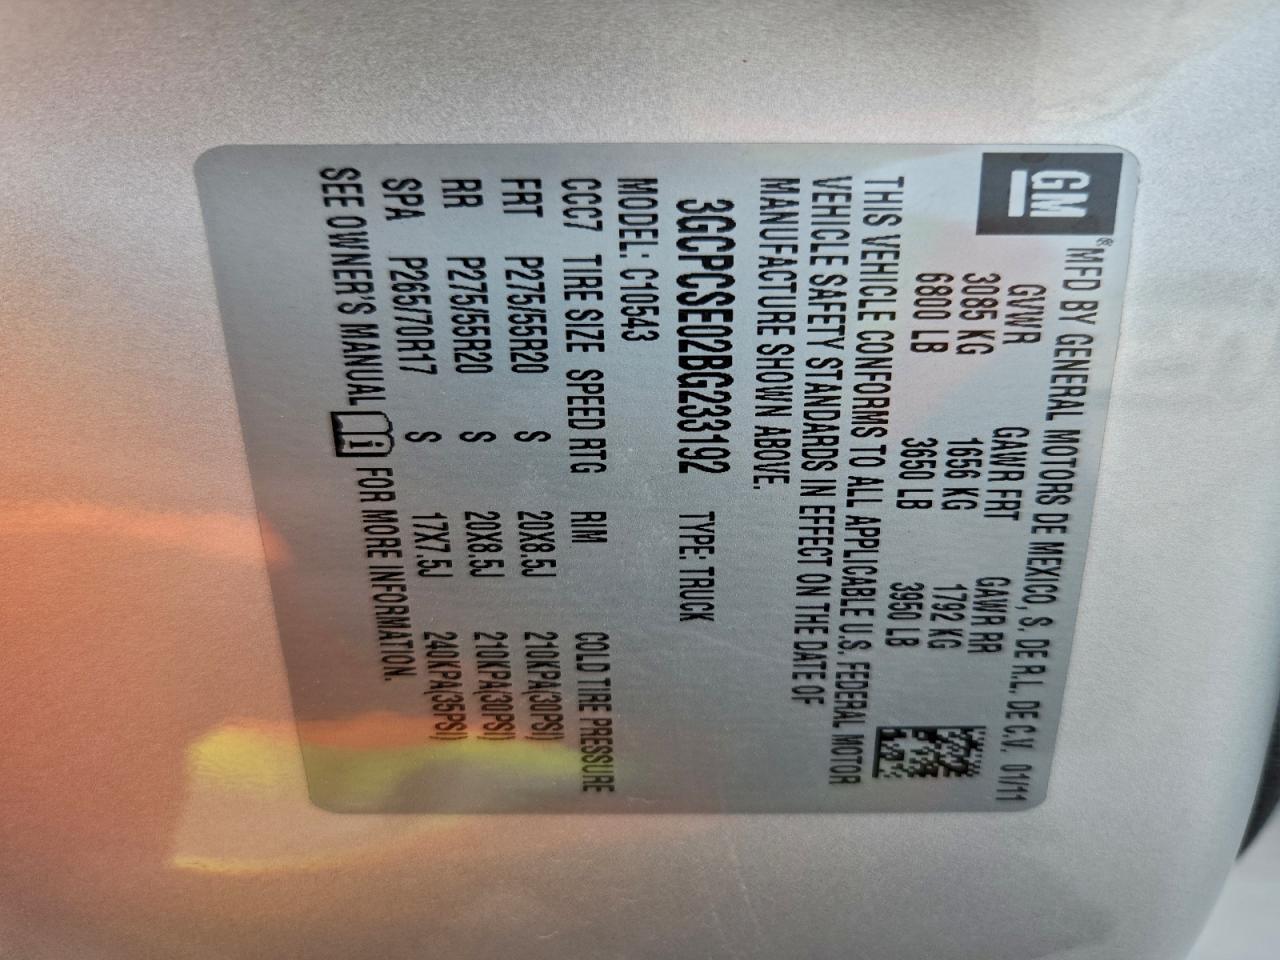 GM
®MFD BY GENERAL MOTORS DE MEXICO, S. DE R.L. DE C.V. 01/11
GVWR GAWR FRT GAWR RR
3085 KG 1656 KG 1792 KG
6800 LB 3650 LB 3950 LB
THIS VEHICLE CONFORMS TO ALL APPLICABLE U.S. FEDERAL MOTOR
VEHICLE SAFETY STANDARDS IN EFFECT ON THE DATE OF
MANUFACTURE SHOWN ABOVE.
3GCPCSE02BG233192 TYPE: TRUCK
MODEL: C10543
CCC7 TIRE SIZE SPEED RTG RIM COLD TIRE PRESSURE
FRT P275/55R20 S 20X8.5J 210KPA(30PSI)
RR P275/55R20 S 20X8.5J 210KPA(30PSI)
SPA P265/70R17 S 17X7.5J 240KPA(35PSI)
SEE OWNER'S MANUAL i FOR MORE INFORMATION.